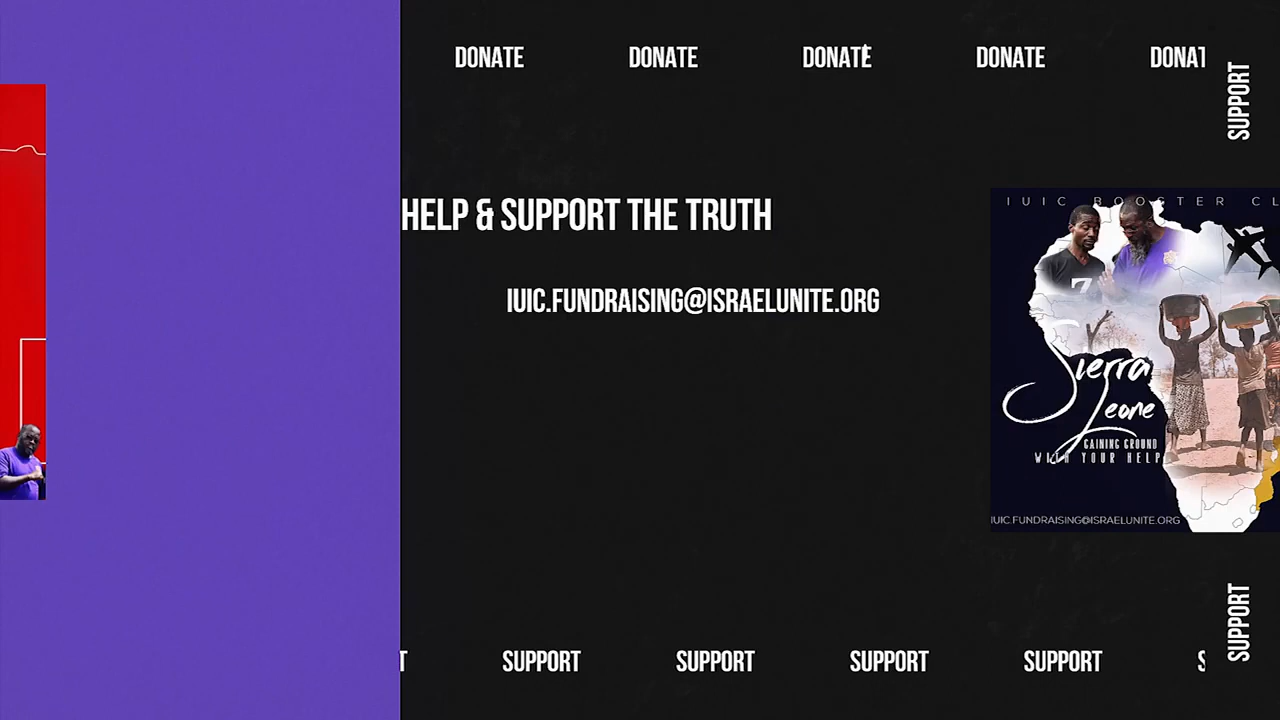 DONATE DONATE DONATE DONATE DONAT
SUPPORT
HELP & SUPPORT THE TRUTH
IUIC.FUNDRAISING@ISRAELUNITE.ORG
IUIC BOOSTER CL
7
Sierra
Leone
GAINING GROUND
WITH YOUR HELP
IUIC.FUNDRAISING@ISRAELUNITE.ORG
SUPPORT
T SUPPORT SUPPORT SUPPORT SUPPORT S